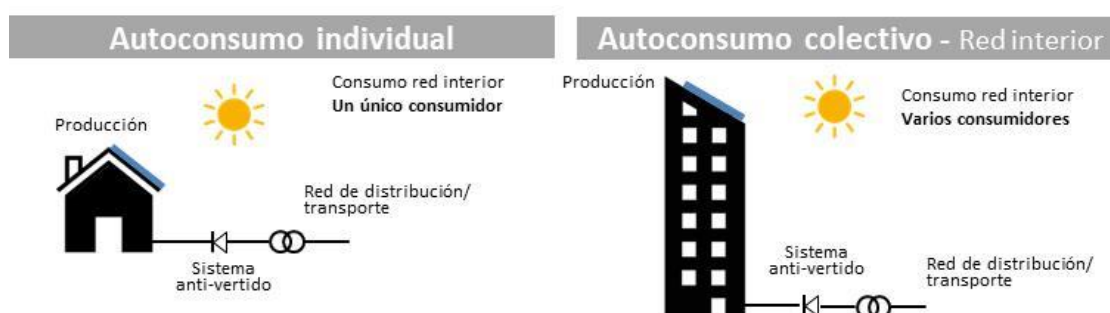 Autoconsumo individual
Consumo red interior
Un único consumidor
Producción
Red de distribución/
transporte
Sistema
anti-vertido
Autoconsumo colectivo - Red interior
Producción
Consumo red interior
Varios consumidores
Sistema
anti-vertido
Red de distribución/
transporte